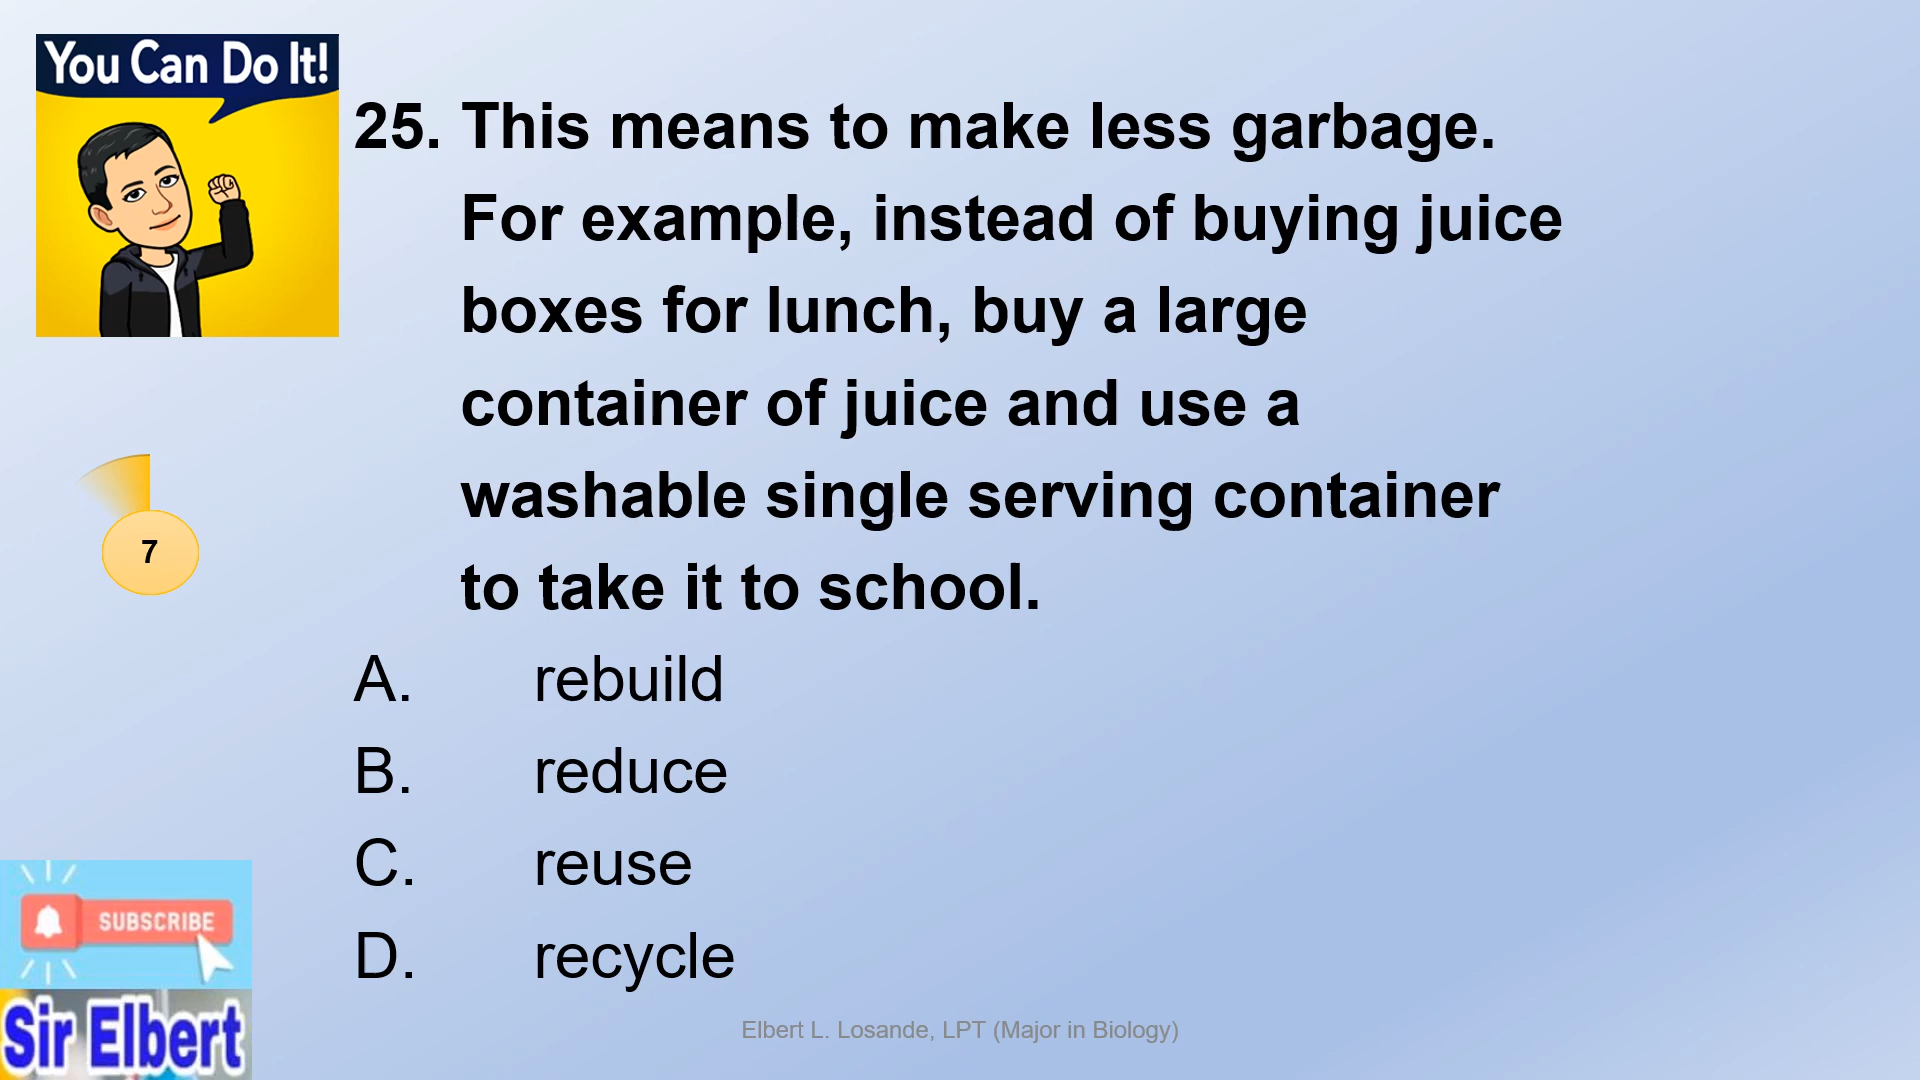 You Can Do It!
25. This means to make less garbage.
For example, instead of buying juice
boxes for lunch, buy a large
container of juice and use a
washable single serving container
to take it to school.
7
A. rebuild
B. reduce
C. reuse
D. recycle
SUBSCRIBE
Sir Elbert
Elbert L. Losande, LPT (Major in Biology)